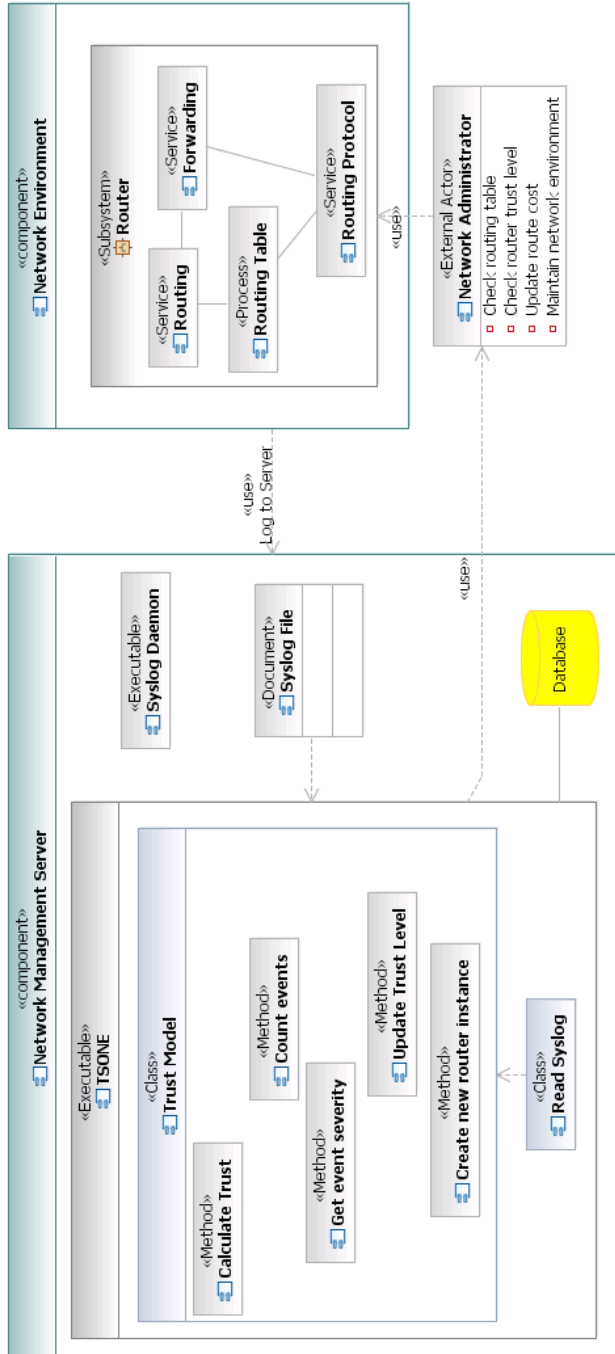 «component»
Network Management Server
«Executable»
TSONE
«Class»
Trust Model
«Method»
Calculate Trust
«Method»
Count events
«Method»
Get event severity
«Method»
Update Trust Level
«Method»
Create new router instance
«Class»
Read Syslog
«Executable»
Syslog Daemon
«Document»
Syslog File
Database
«use»
Log to Server
«use»
«component»
Network Environment
«Subsystem»
Router
«Service»
Routing
«Service»
Forwarding
«Process»
Routing Table
«Service»
Routing Protocol
«use»
«External Actor»
Network Adminintrator
Check routing table
Check router trust level
Update route cost
Maintain network environment